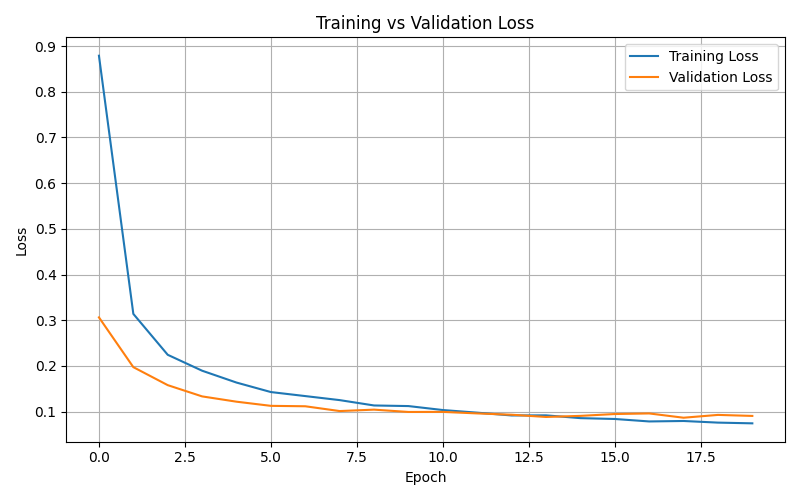 Training vs Validation Loss
Training Loss
Validation Loss
0.9
0.8
0.7
0.6
0.5
0.4
0.3
0.2
0.1
Loss
0.0 2.5 5.0 7.5 10.0 12.5 15.0 17.5
Epoch